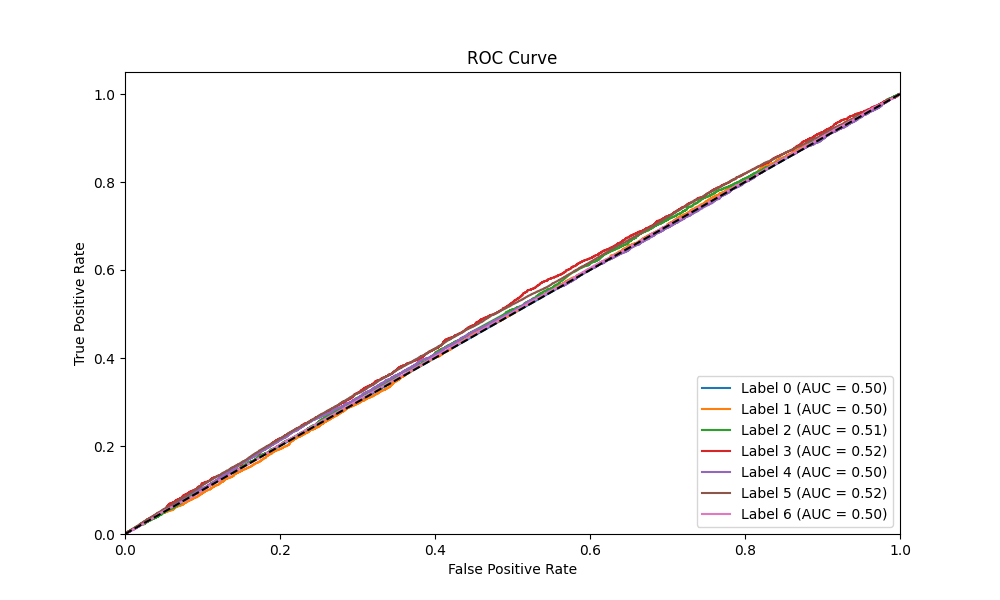 ROC Curve
True Positive Rate
1.0
0.8
0.6
0.4
0.2
0.0
0.0 0.2 0.4 0.6 0.8 1.0
False Positive Rate
Label 0 (AUC = 0.50)
Label 1 (AUC = 0.50)
Label 2 (AUC = 0.51)
Label 3 (AUC = 0.52)
Label 4 (AUC = 0.50)
Label 5 (AUC = 0.52)
Label 6 (AUC = 0.50)